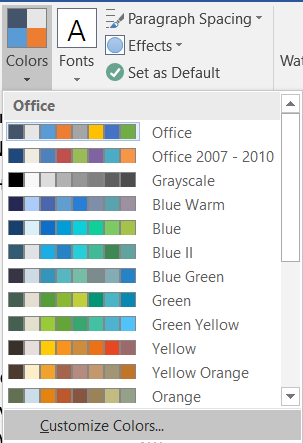 Colors
Fonts
A
Paragraph Spacing
Effects
Set as Default
Wat
Office
Office
Office 2007 - 2010
Grayscale
Blue Warm
Blue
Blue II
Blue Green
Green
Green Yellow
Yellow
Yellow Orange
Orange
Customize Colors...